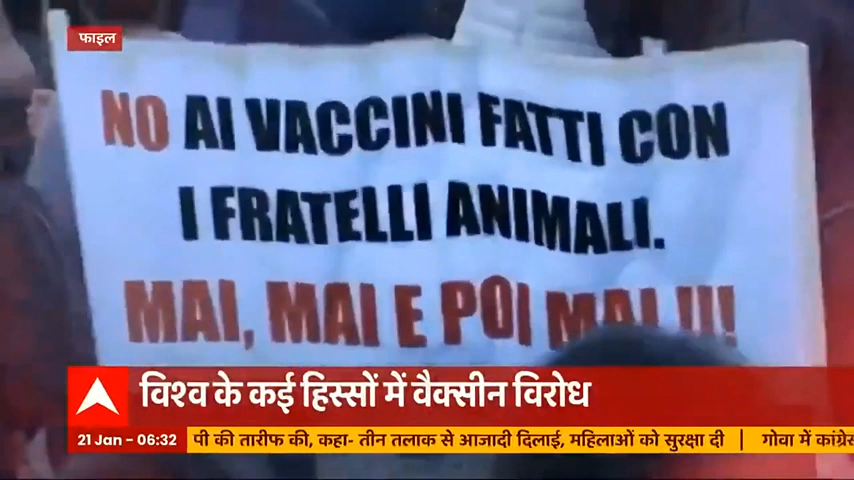 फाइल
NO AI VACCINI FATTI CON
I FRATELLI ANIMALI.
MAI, MAI E POI MAI !!!
विश्व के कई हिस्सों में वैक्सीन विरोध
21 Jan - 06:32
पी की तारीफ की, कहा- तीन तलाक से आजादी दिलाई, महिलाओं को सुरक्षा दी | गोवा में कांग्रेस